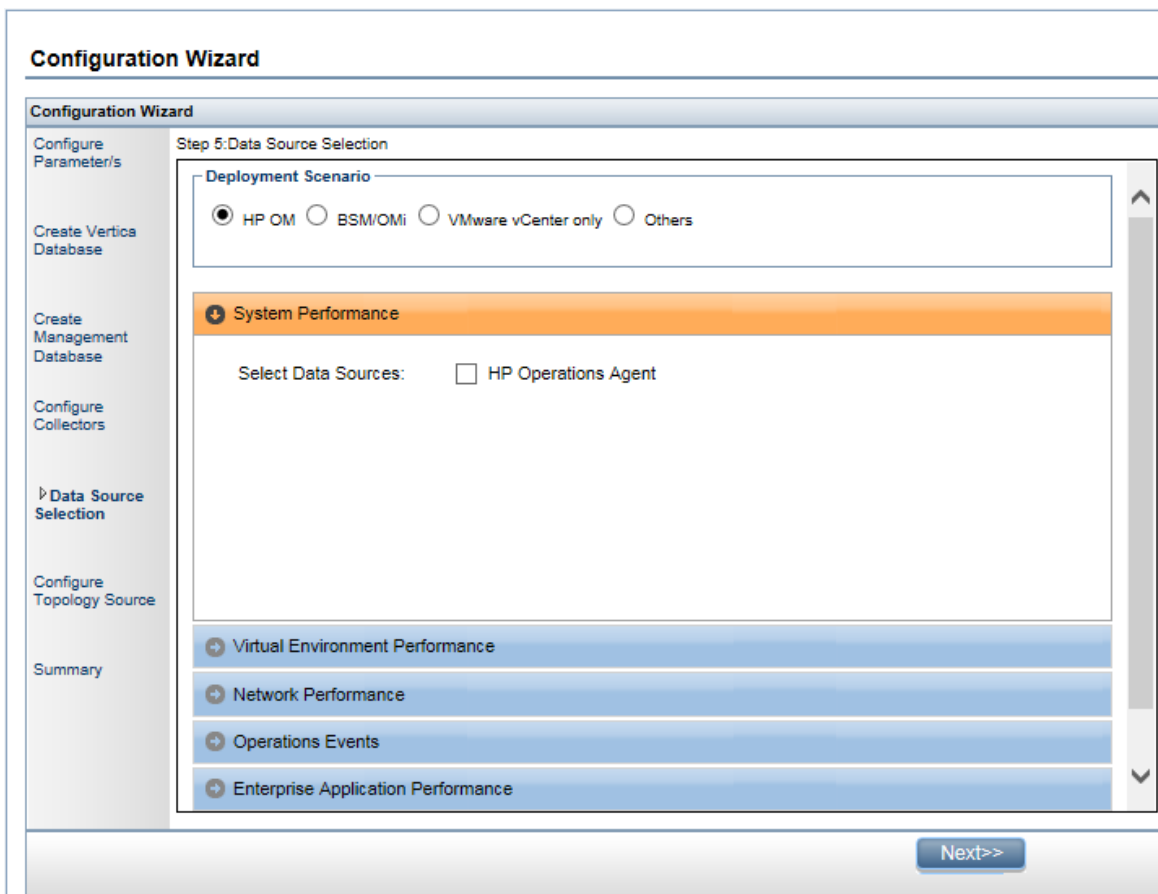 Configuration Wizard
Configuration Wizard
Configure
Parameter/s
Create Vertica
Database
Create
Management
Database
Configure
Collectors
Data Source
Selection
Configure
Topology Source
Summary
Step 5:Data Source Selection
Deployment Scenario
HP OM BSM/OMi VMware vCenter only Others
System Performance
Select Data Sources: HP Operations Agent
Virtual Environment Performance
Network Performance
Operations Events
Enterprise Application Performance
Next>>